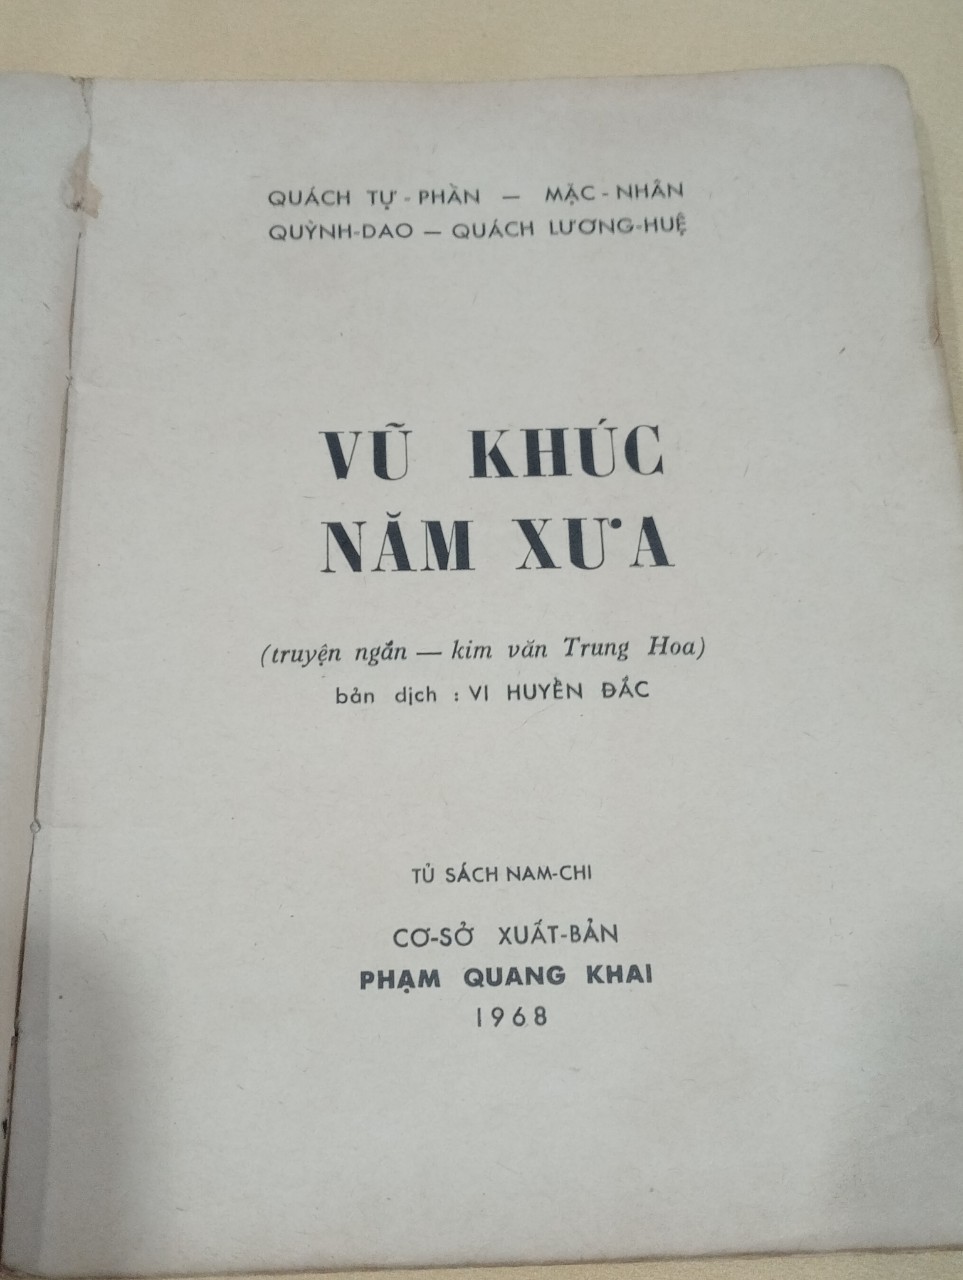 QUÁCH TỰ-PHẦN — MẶC-NHÂN
QUỲNH-DAO — QUÁCH LƯƠNG-HUỆ
VŨ KHÚC
NĂM XƯA
(truyện ngắn — kim văn Trung Hoa)
bản dịch : VI HUYỀN ĐẮC
TỦ SÁCH NAM-CHI
CƠ-SỞ XUẤT-BẢN
PHẠM QUANG KHAI
1968